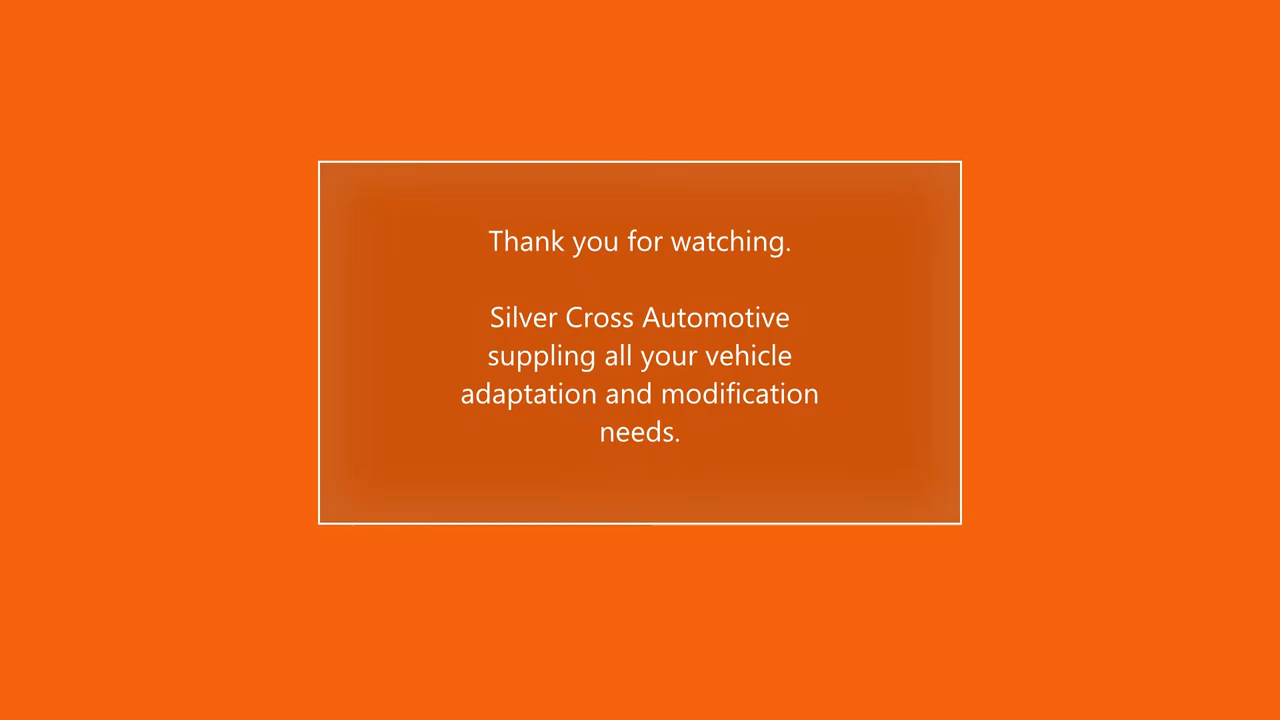 Thank you for watching.
Silver Cross Automotive
suppling all your vehicle
adaptation and modification
needs.